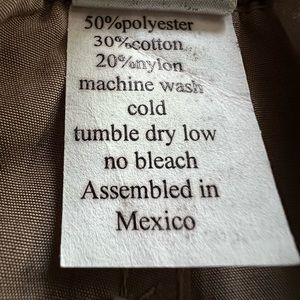 50%polyester
30%cotton
20%nylon
machine wash
cold
tumble dry low
no bleach
Assembled in
Mexico